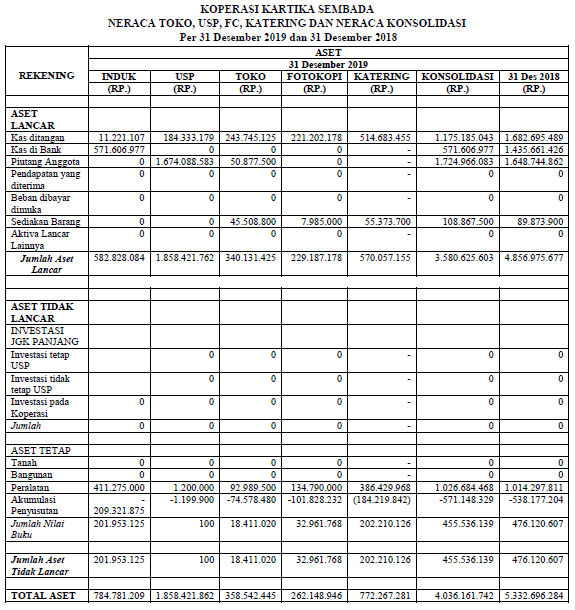 KOPERASI KARTIKA SEMBADA
NERACA TOKO, USP, FC, KATERING DAN NERACA KONSOLIDASI
Per 31 Desember 2019 dan 31 Desember 2018
REKENING ASET
31 Desember 2019
INDUK USP TOKO FOTOKOPI KATERING KONSOLIDASI 31 Des 2018
(RP.) (RP.) (RP.) (RP.) (RP.) (RP.) (RP.)
ASET
LANCAR
Kas ditangan 11.221.107 184.333.179 243.745.125 221.202.178 514.683.455 1.175.185.043 1.682.695.489
Kas di Bank 571.606.977 0 0 0 - 571.606.977 1.435.661.426
Piutang Anggota 0 1.674.088.583 50.877.500 0 - 1.724.966.083 1.648.744.862
Pendapatan yang 0 0 0 0 - 0 0
diterima
Beban dibayar 0 0 0 0 - 0 0
dimuka
Sediakan Barang 0 0 45.508.800 7.985.000 55.373.700 108.867.500 89.873.900
Aktiva Lancar 0 0 0 0 - 0 0
Lainnya
Jumlah Aset 582.828.084 1.858.421.762 340.131.425 229.187.178 570.057.155 3.580.625.603 4.856.975.677
Lancar
ASET TIDAK
LANCAR
INVESTASI
JGK PANJANG
Investasi tetap 0 0 0 - 0 0
USP
Investasi tidak 0 0 0 - 0 0
tetap USP
Investasi pada 0 0 0 0 - 0 0
Koperasi
Jumlah 0 0 0 0 - 0 0
ASET TETAP
Tanah 0 0 0 0 - 0 0
Bangunan 0 0 0 0 - 0 0
Peralatan 411.275.000 1.200.000 92.989.500 134.790.000 386.429.968 1.026.684.468 1.014.297.811
Akumulasi - -1.199.900 -74.578.480 -101.828.232 (184.219.842) -571.148.329 -538.177.204
Penyusutan 209.321.875
Jumlah Nilai 201.953.125 100 18.411.020 32.961.768 202.210.126 455.536.139 476.120.607
Buku
Jumlah Aset 201.953.125 100 18.411.020 32.961.768 202.210.126 455.536.139 476.120.607
Tidak Lancar
TOTAL ASET 784.781.209 1.858.421.862 358.542.445 262.148.946 772.267.281 4.036.161.742 5.332.696.284